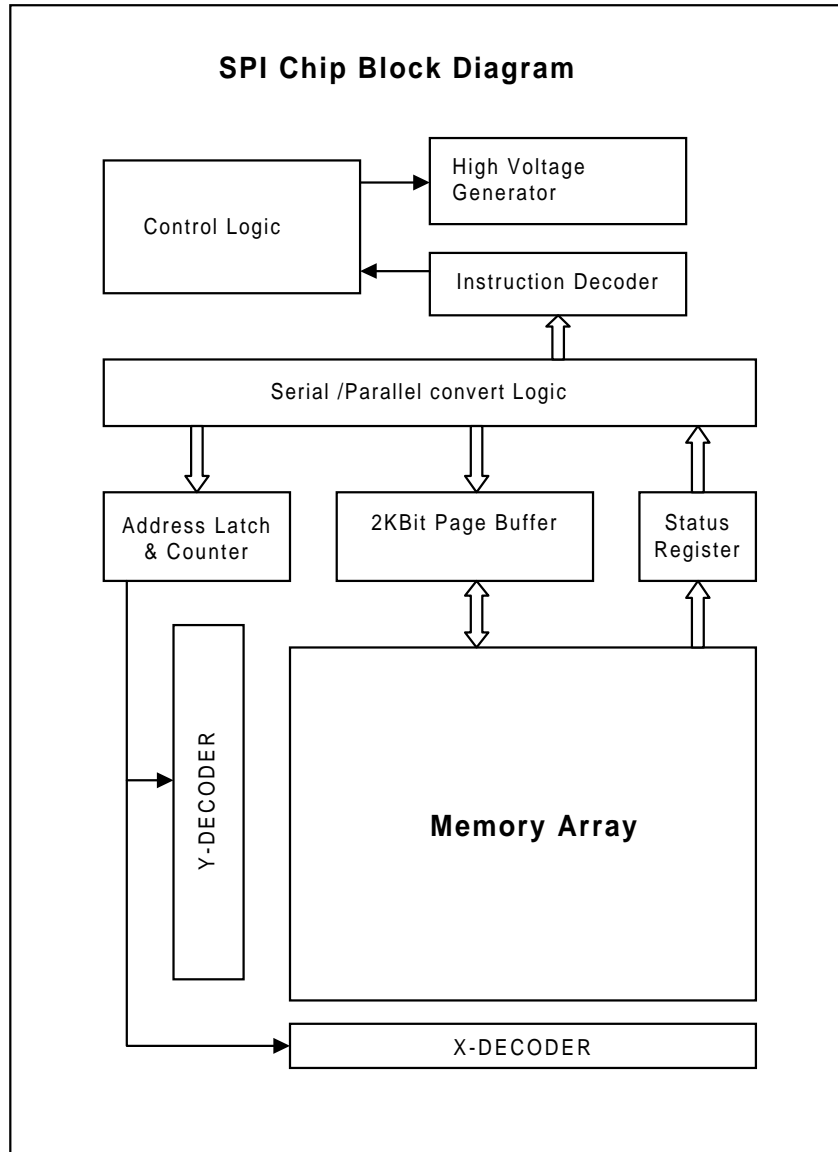 SPI Chip Block Diagram
High Voltage
Generator
Control Logic
Instruction Decoder
Serial /Parallel convert Logic
Address Latch
& Counter
2KBit Page Buffer
Status
Register
Y-DECODER
Memory Array
X-DECODER